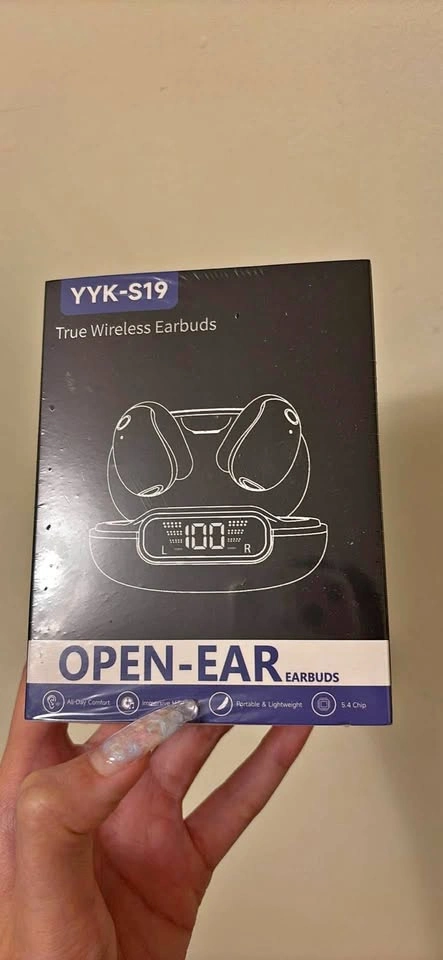 YYK-S19
True Wireless Earbuds
100
L R
OPEN-EAR EARBUDS
All-Day Comfort Portable & Lightweight 5.4 Chip